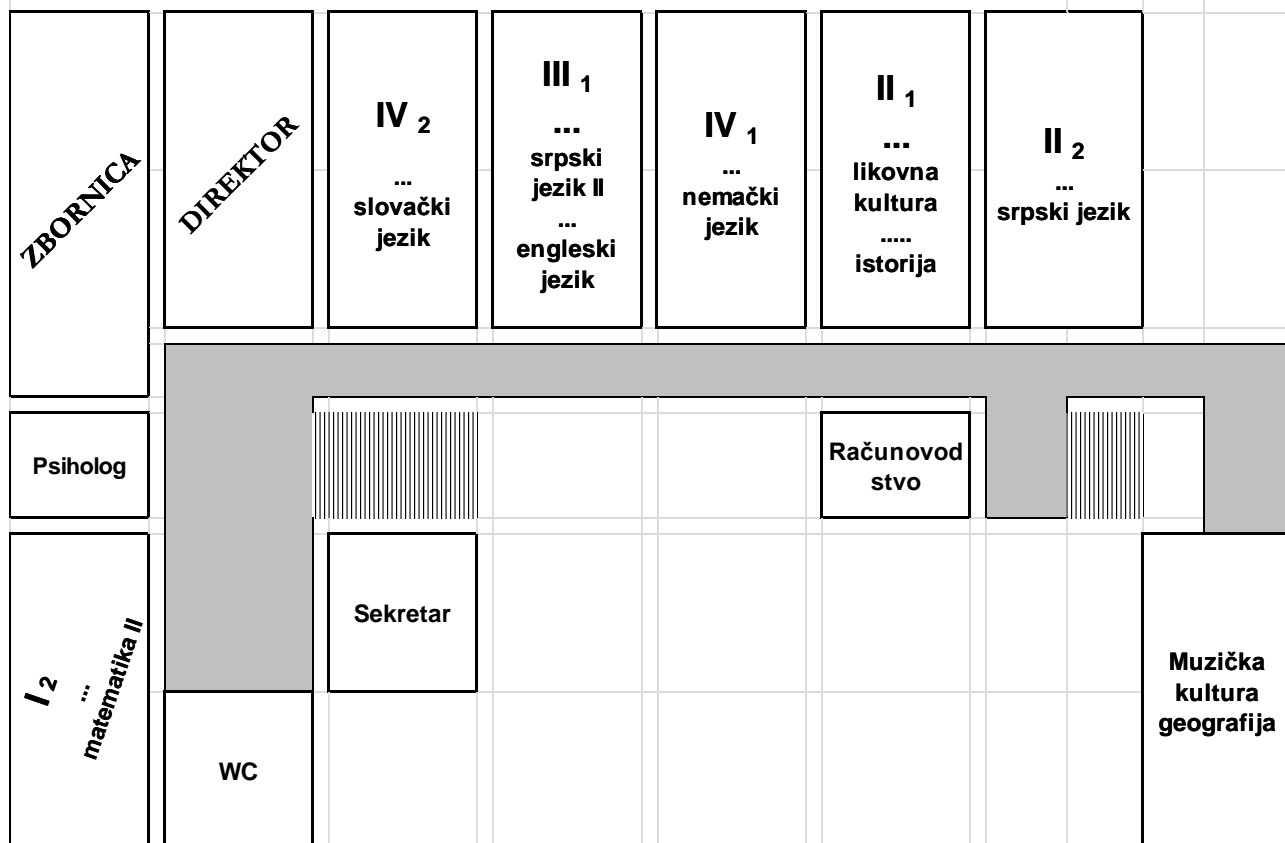 ZBORNICA
DIREKTOR
IV 2
...
slovački
jezik
III 1
...
srpski
jezik II
...
engleski
jezik
IV 1
...
nemački
jezik
II 1
...
likovna
kultura
.....
istorija
II 2
...
srpski jezik
Psiholog
Računovod
stvo
I 2
...
matematika II
Sekretar
WC
Muzička
kultura
geografija